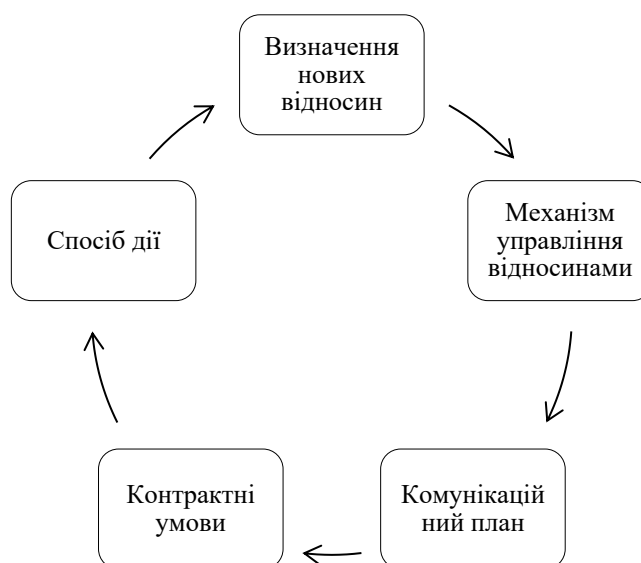 Визначення
нових
відносин
Механізм
управління
відносинами
Комунікацій
ний план
Контрактні
умови
Спосіб дії